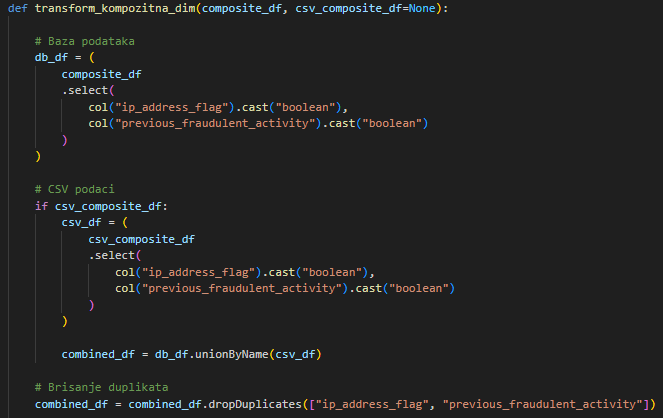 def transform_kompozitna_dim(composite_df, csv_composite_df=None):
# Baza podataka
db_df = (
composite_df
.select(
col("ip_address_flag").cast("boolean"),
col("previous_fraudulent_activity").cast("boolean")
)
)
# CSV podaci
if csv_composite_df:
csv_df = (
csv_composite_df
.select(
col("ip_address_flag").cast("boolean"),
col("previous_fraudulent_activity").cast("boolean")
)
)
combined_df = db_df.unionByName(csv_df)
# Brisanje duplikata
combined_df = combined_df.dropDuplicates(["ip_address_flag", "previous_fraudulent_activity"])